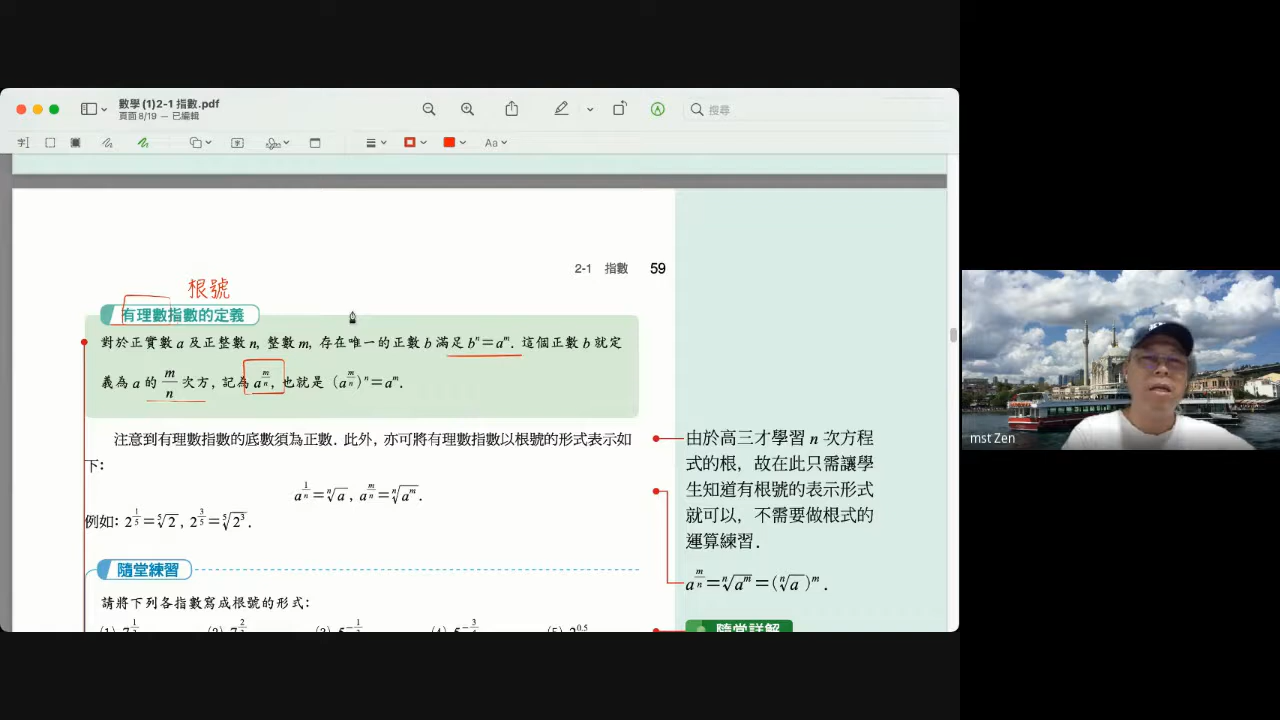 數學(1)2-1 指數.pdf
頁面 8/19 — 已編輯
搜尋
Aa
2-1 指數 59
根號
有理數指數的定義
對於正實數 a 及正整數 n, 整數 m, 存在唯一的正數 b 滿足 bⁿ=aᵐ. 這個正數 b 就定
義為 a 的 m/n 次方, 記為 a^(m/n), 也就是 (a^(m/n))ⁿ=aᵐ.
注意到有理數指數的底數須為正數. 此外, 亦可將有理數指數以根號的形式表示如
下:
a^(1/n)=ⁿ√a, a^(m/n)=ⁿ√(aᵐ).
例如: 2^(1/5)=⁵√2, 2^(3/5)=⁵√(2³).
隨堂練習
請將下列各指數寫成根號的形式:
(5) 2^0.5
由於高三才學習 n 次方程
式的根, 故在此只需讓學
生知道有根號的表示形式
就可以, 不需要做根式的
運算練習.
a^(m/n)=ⁿ√(aᵐ)=(ⁿ√a)ᵐ.
隨堂詳解
mst Zen